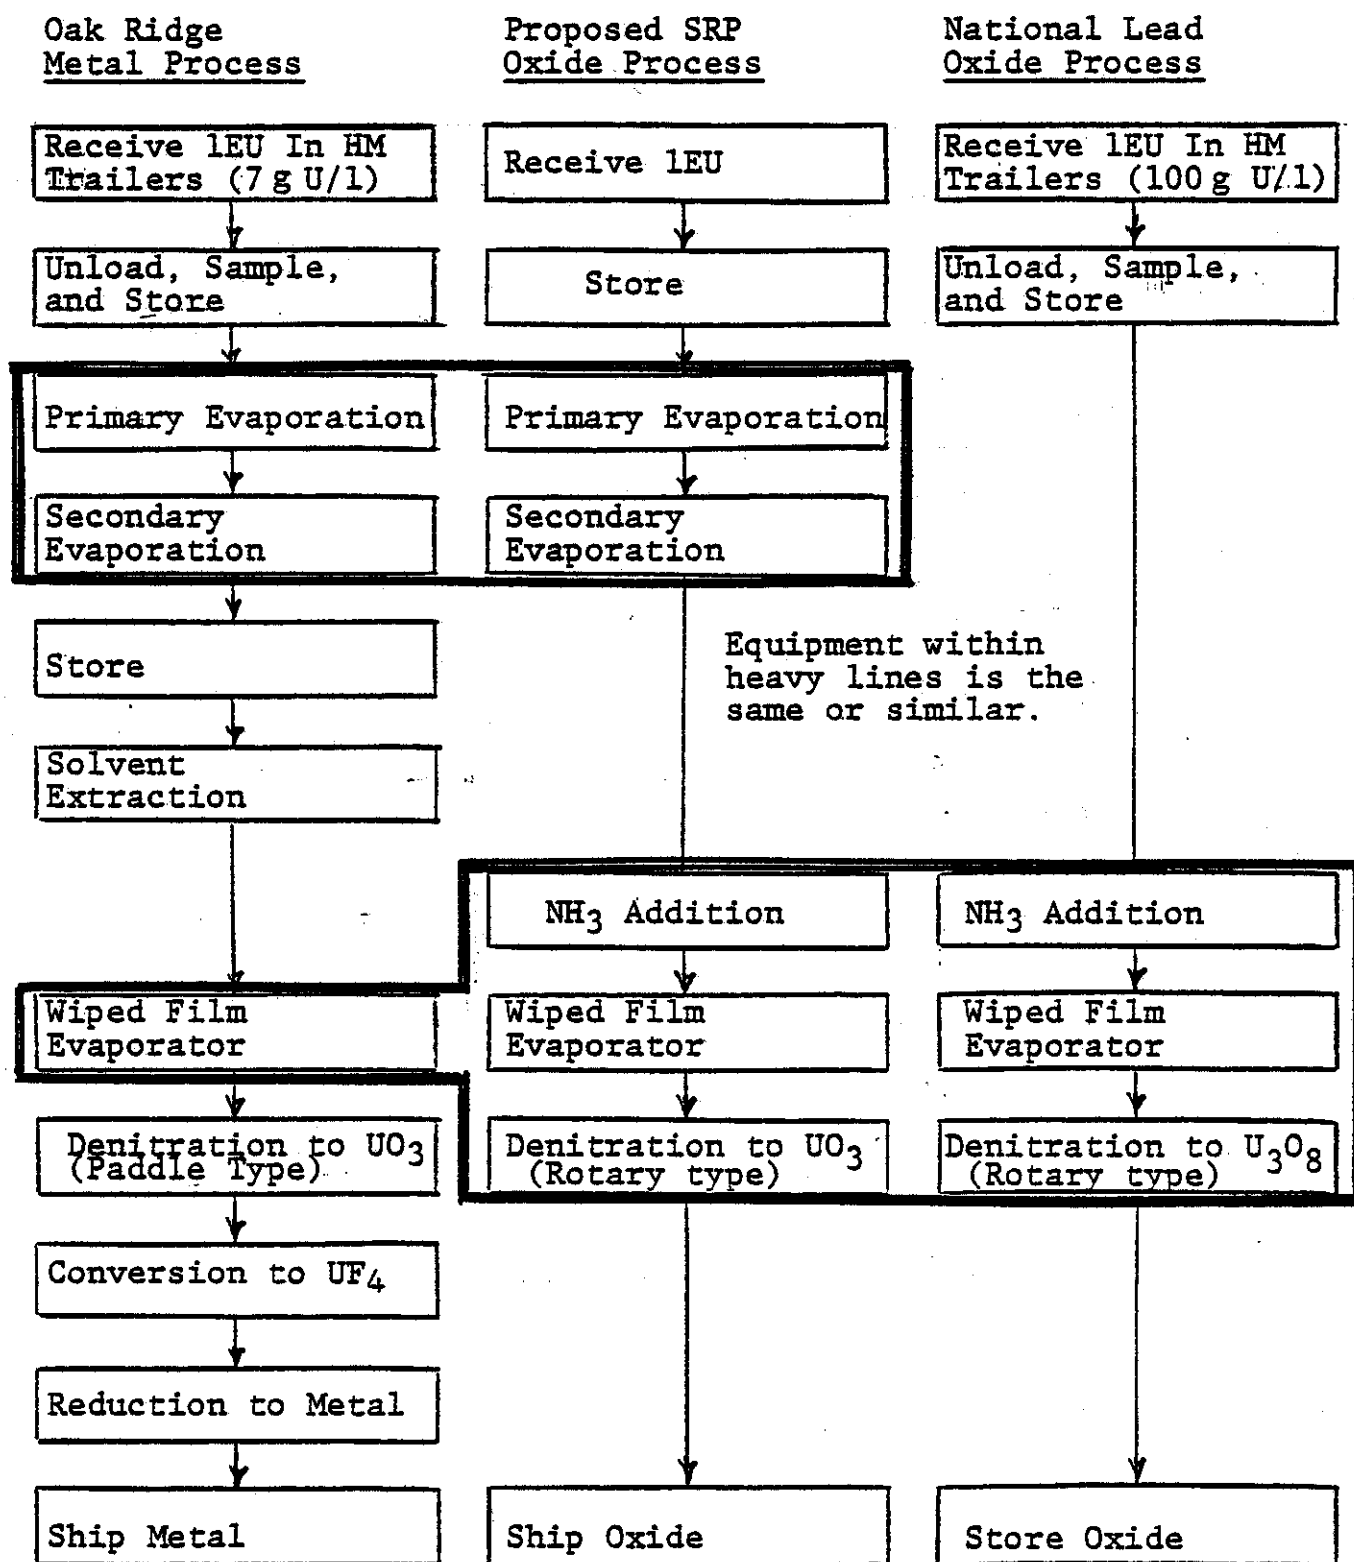 Oak Ridge
Metal Process
Receive lEU In HM
Trailers (7 g U/l)
Unload, Sample,
and Store
Primary Evaporation
Secondary
Evaporation
Store
Solvent
Extraction
Wiped Film
Evaporator
Denitration to UO3
(Paddle Type)
Conversion to UF4
Reduction to Metal
Ship Metal
Proposed SRP
Oxide Process
Receive lEU
Store
Primary Evaporation
Secondary
Evaporation
Equipment within
heavy lines is the
same or similar.
NH3 Addition
Wiped Film
Evaporator
Denitration to UO3
(Rotary type)
Ship Oxide
National Lead
Oxide Process
Receive lEU In HM
Trailers (100 g U/l)
Unload, Sample,
and Store
NH3 Addition
Wiped Film
Evaporator
Denitration to U3O8
(Rotary type)
Store Oxide